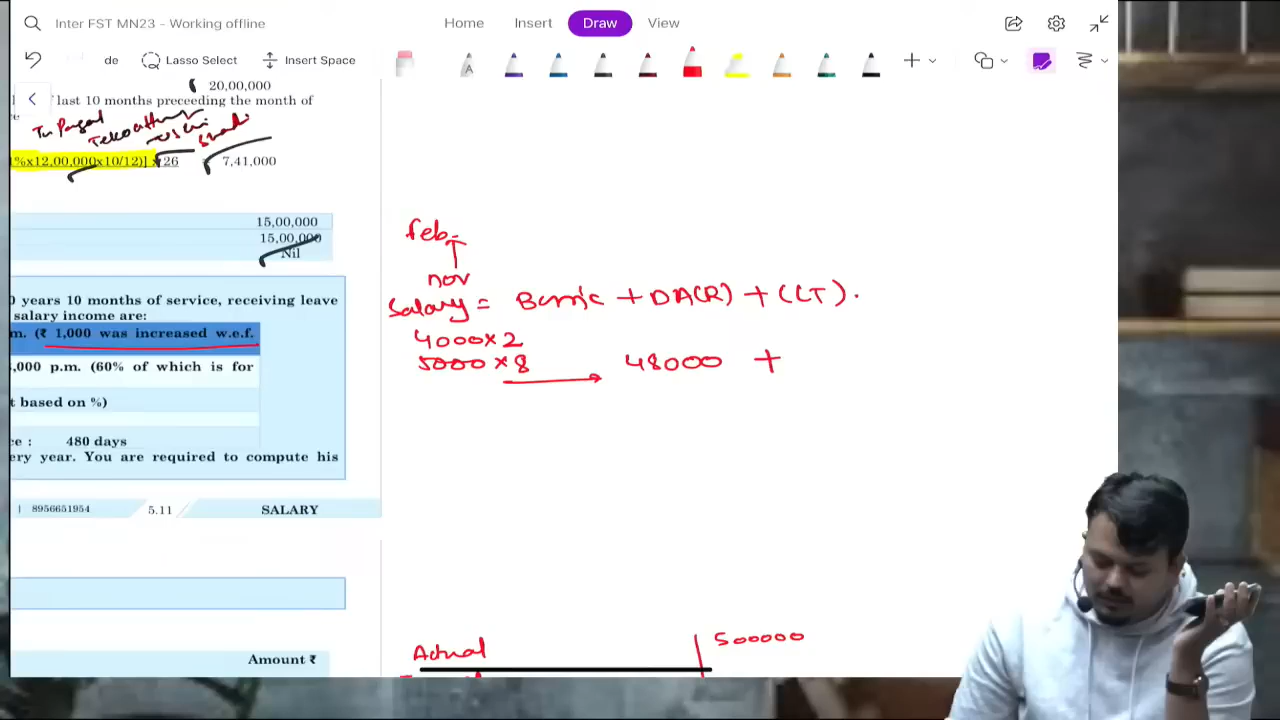 Inter FST MN23 - Working offline
Home Insert Draw View
de Lasso Select Insert Space
20,00,000
last 10 months preceeding the month of
%x12,00,000x10/12)] x 26 7,41,000
15,00,000
15,00,000
Nil
years 10 months of service, receiving leave
salary income are:
m. (₹ 1,000 was increased w.e.f.
,000 p.m. (60% of which is for
t based on %)
ce : 480 days
ery year. You are required to compute his
8956651954 5.11 SALARY
Amount ₹
feb-
nov
Salary = Basic + DA(R) + C(T).
4000×2
5000×8 48000 +
Actual 500000